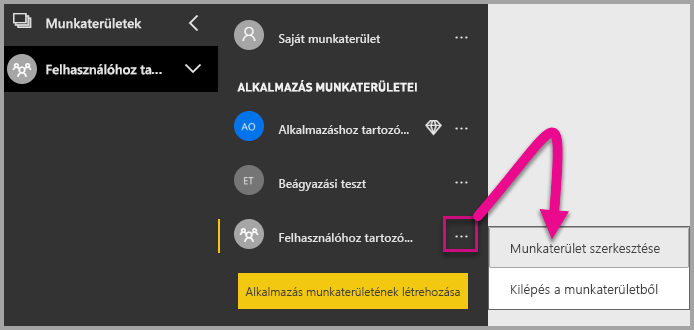 Munkaterületek
Felhasználóhoz ta...
Saját munkaterület
ALKALMAZÁS MUNKATERÜLETEI
AO
Alkalmazáshoz tartozó...
ET
Beágyazási teszt
Felhasználóhoz tartozó...
Alkalmazás munkaterületének létrehozása
Munkaterület szerkesztése
Kilépés a munkaterületből